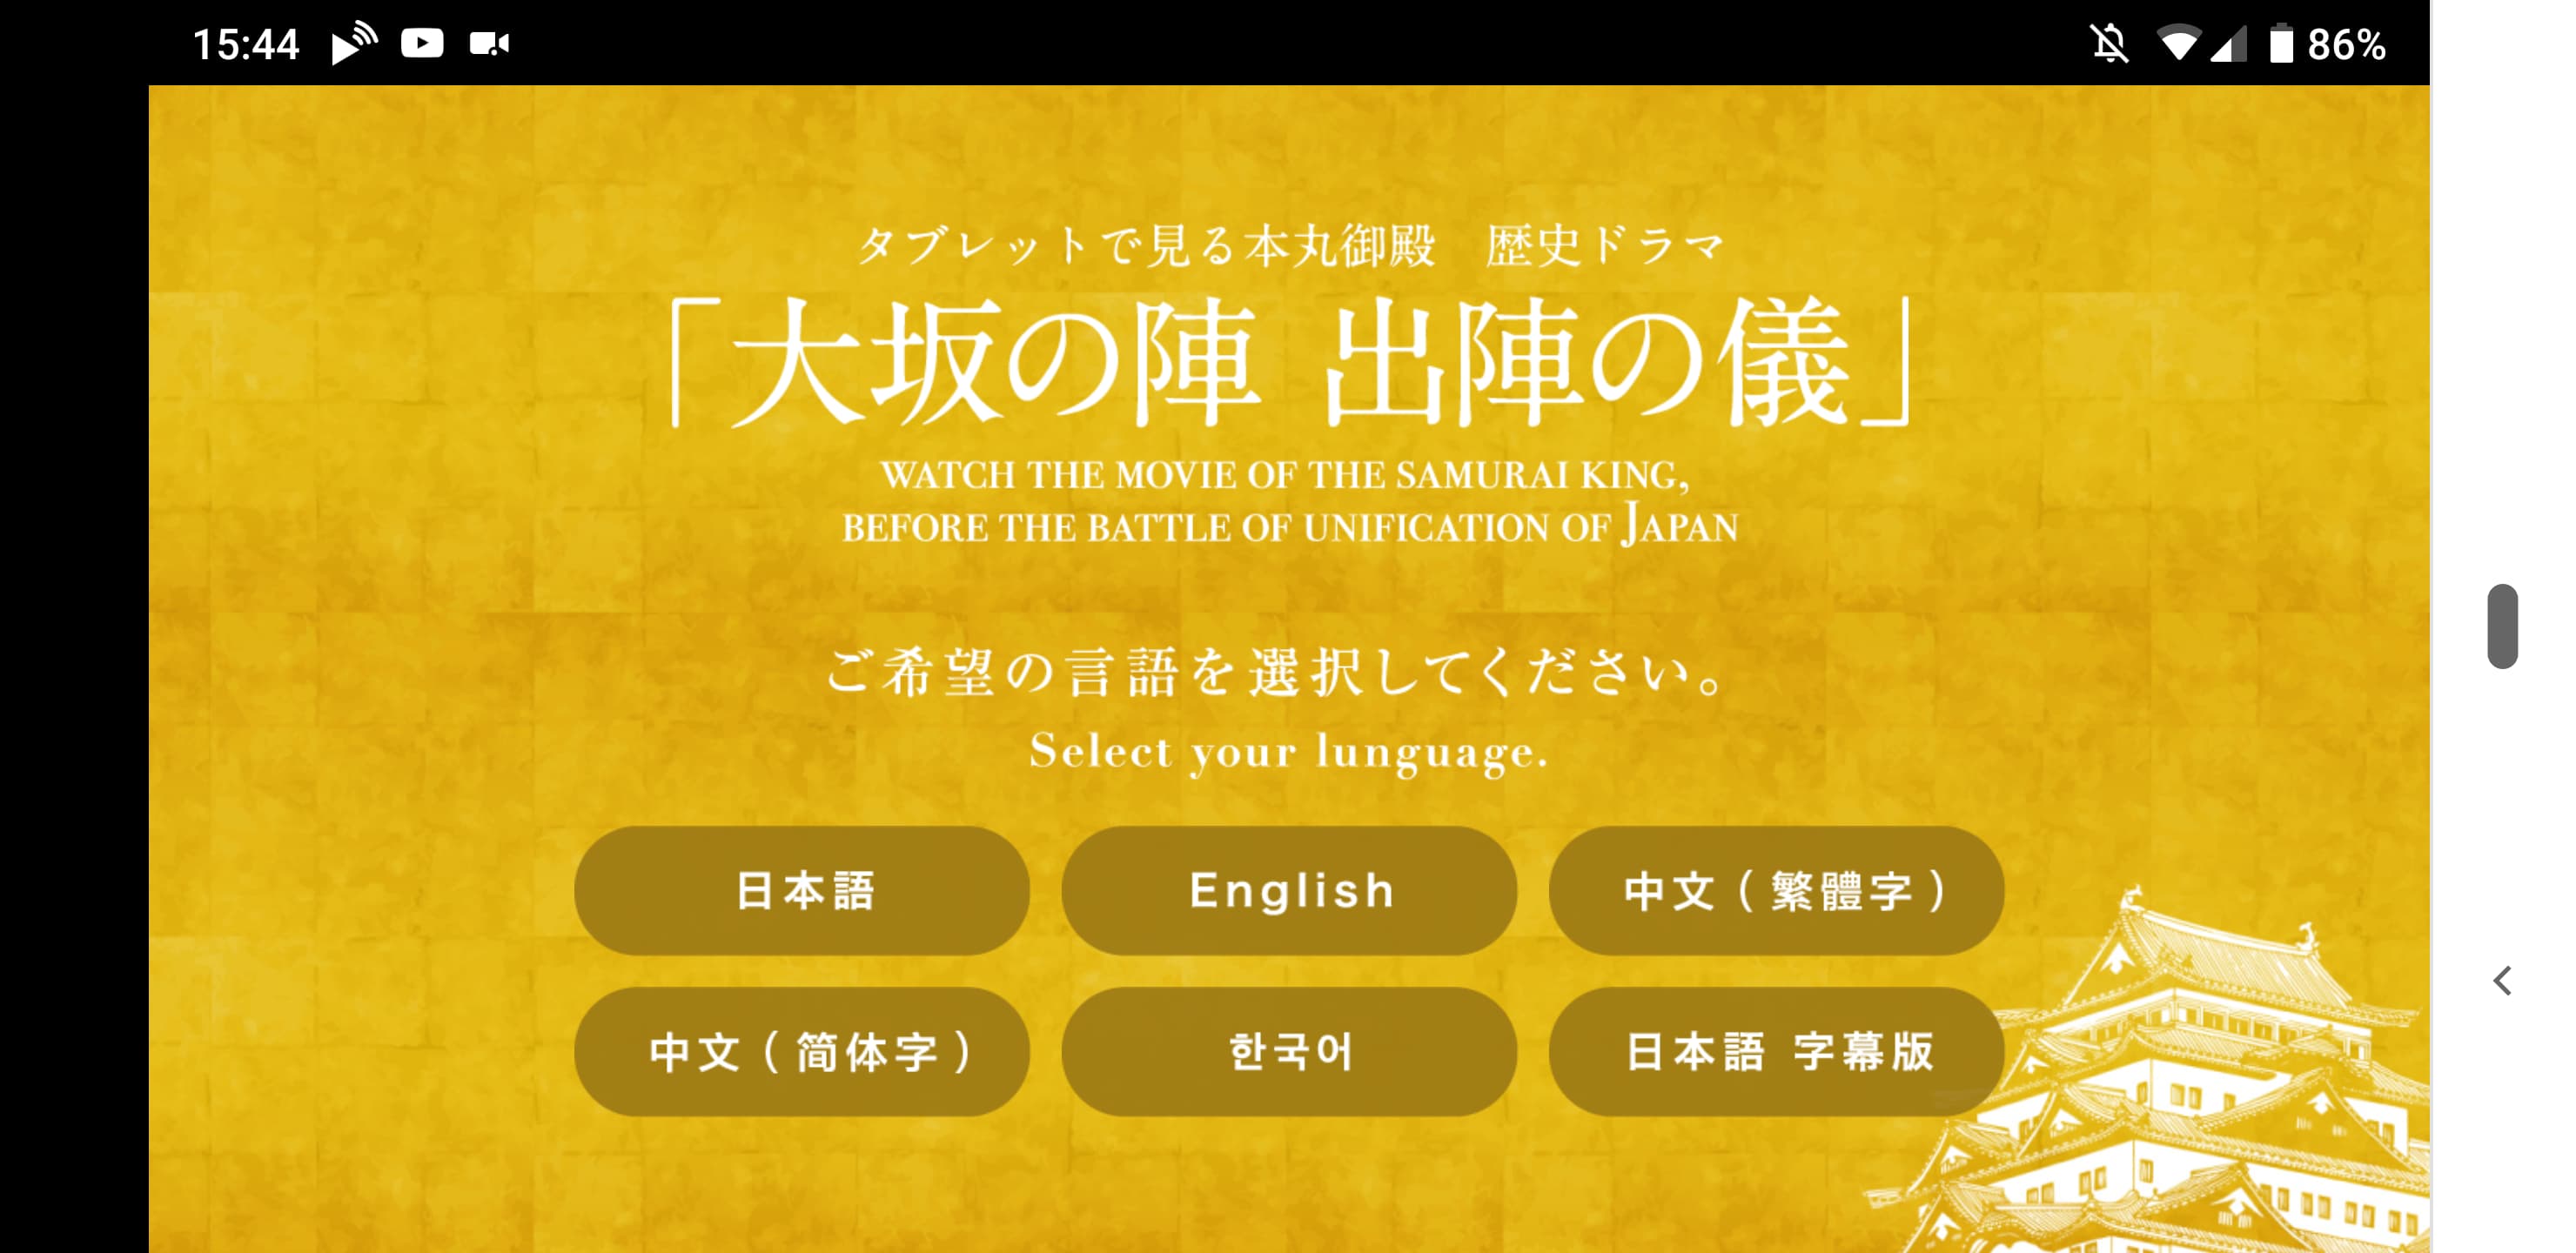 15:44
86%
タブレットで見る本丸御殿　歴史ドラマ
「大坂の陣 出陣の儀」
WATCH THE MOVIE OF THE SAMURAI KING,
BEFORE THE BATTLE OF UNIFICATION OF JAPAN
ご希望の言語を選択してください。
Select your lunguage.
日本語
English
中文（繁體字）
中文（简体字）
한국어
日本語 字幕版